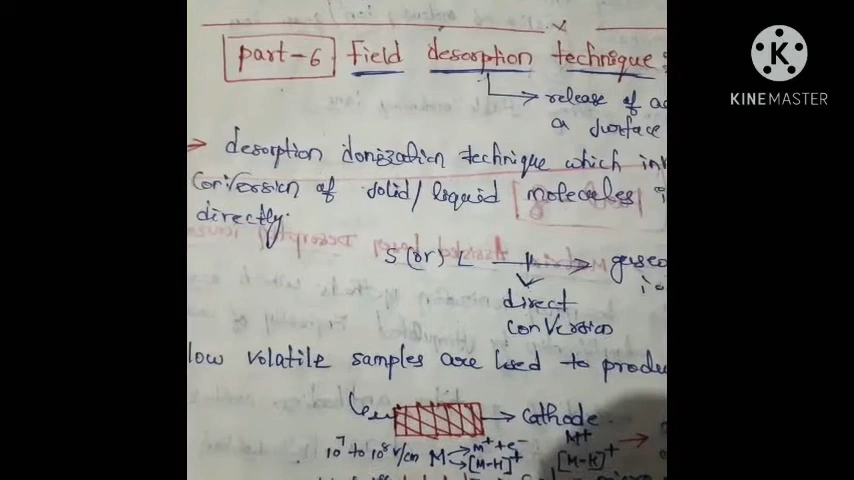 part-6 Field desorption technique :
release of a
a surface
desorption ionization technique which in
Conversion of solid/liquid molecules i
directly.
S (or) L → gaseo
io
direct
conversion
low volatile samples are used to produ
e → Cathode
10⁷ to 10⁸ v/cm M → M⁺ + e⁻ M⁺ →
[M-H]⁺ [M-H]⁺
K
KINEMASTER